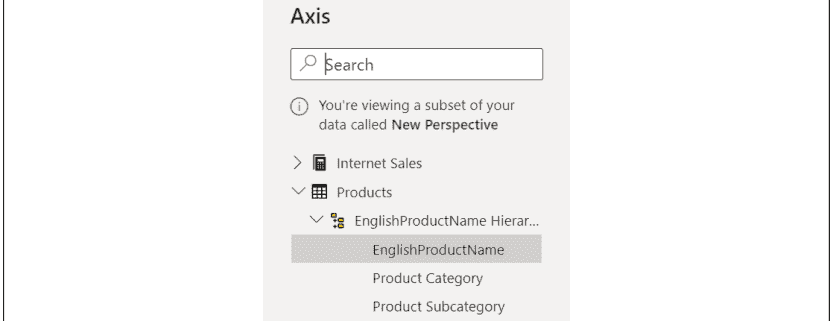 Axis
Search
You're viewing a subset of your
data called New Perspective
Internet Sales
Products
EnglishProductName Hierar...
EnglishProductName
Product Category
Product Subcategory